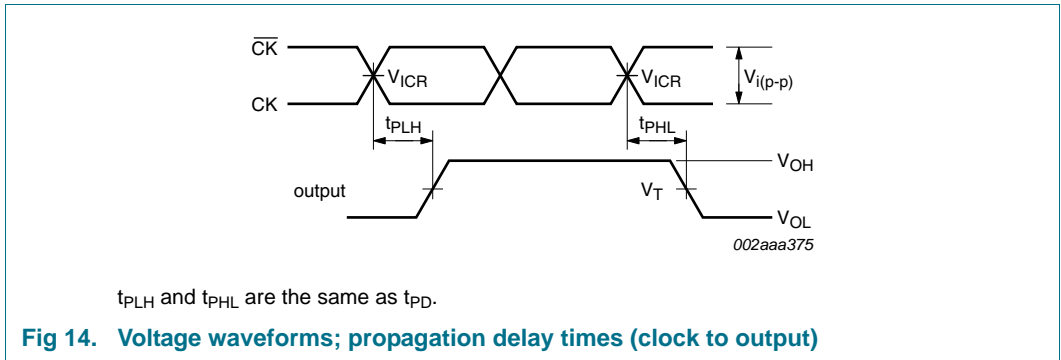 C̅K̅
V_ICR
V_ICR
V_i(p-p)
CK
t_PLH
t_PHL
V_OH
output
V_T
V_OL
002aaa375
t_PLH and t_PHL are the same as t_PD.
Fig 14. Voltage waveforms; propagation delay times (clock to output)